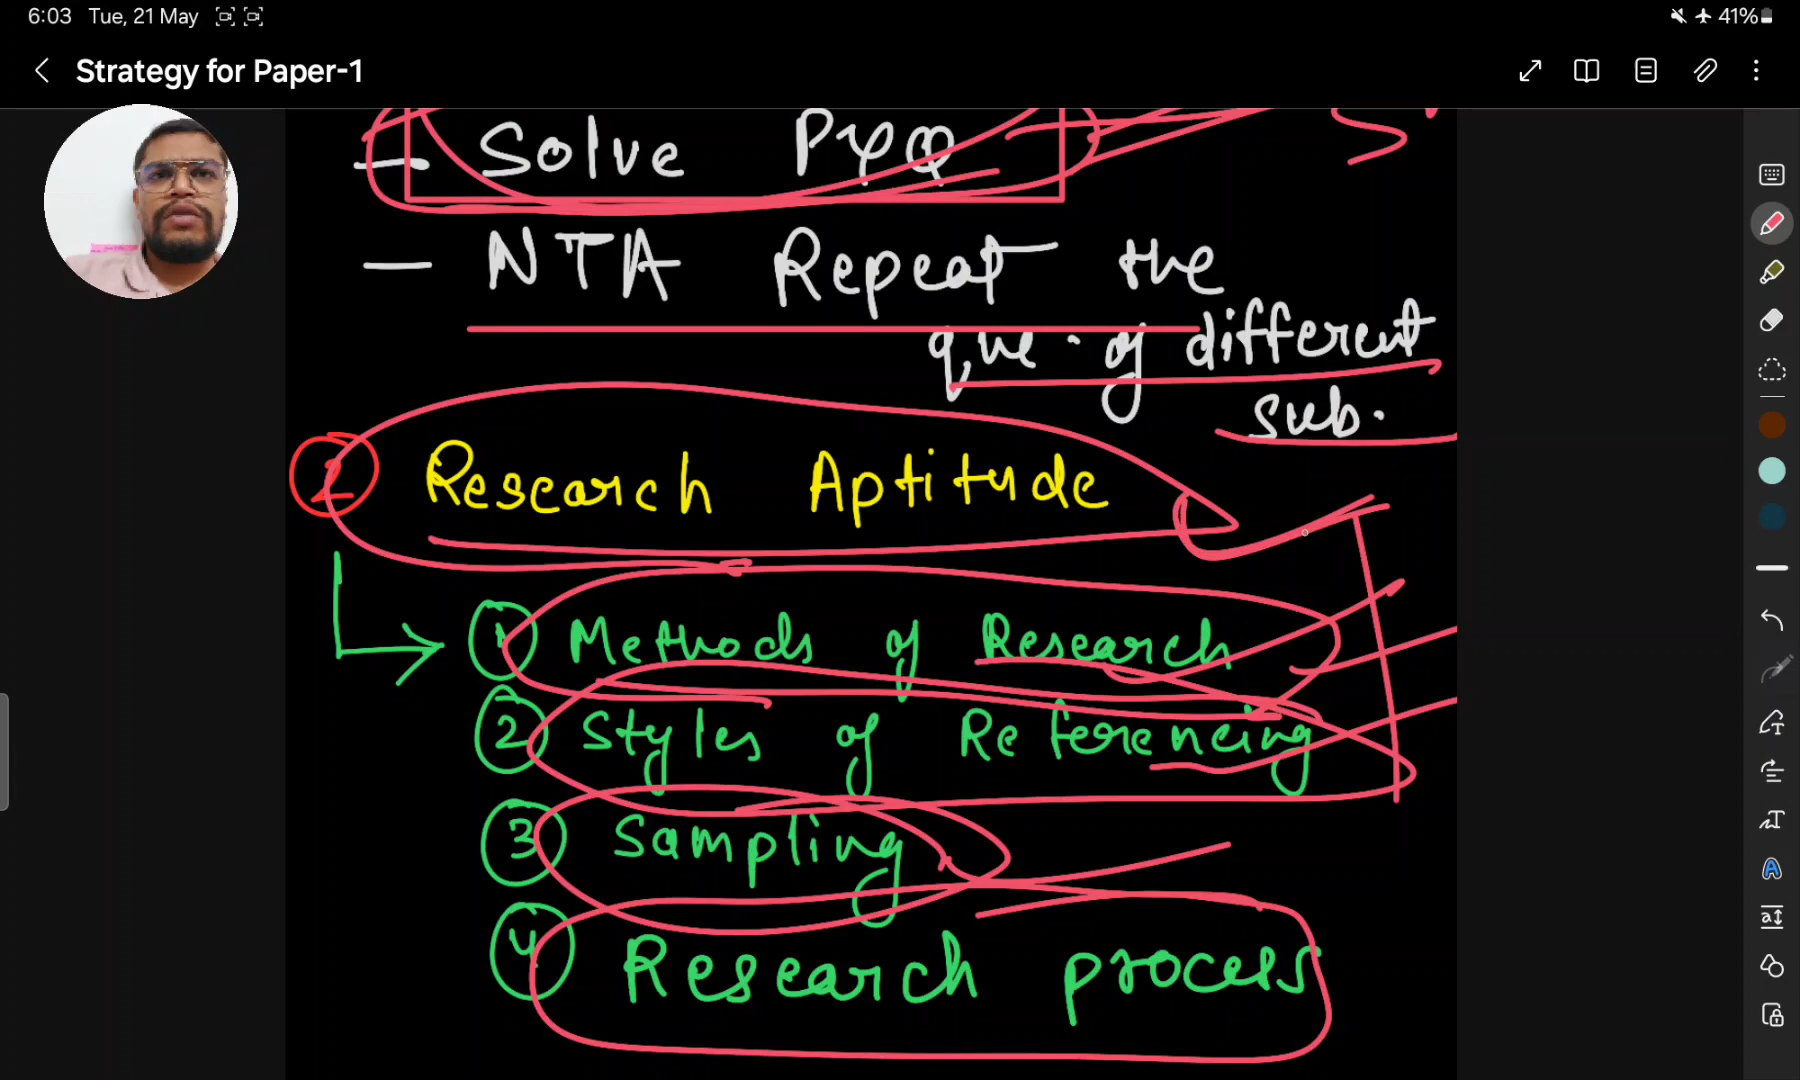 6:03 Tue, 21 May 41%
Strategy for Paper-1
— Solve PYQ
— NTA Repeat the
que. of different
sub.
2 Research Aptitude
1 Methods of Research
2 Styles of Referencing
3 Sampling
4 Research process